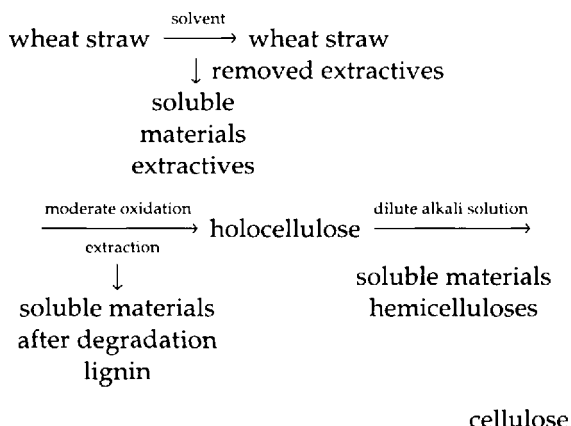 solvent
wheat straw → wheat straw
↓ removed extractives
soluble
materials
extractives
moderate oxidation
extraction
→ holocellulose
dilute alkali solution
→
↓
soluble materials
after degradation
lignin
soluble materials
hemicelluloses
cellulose